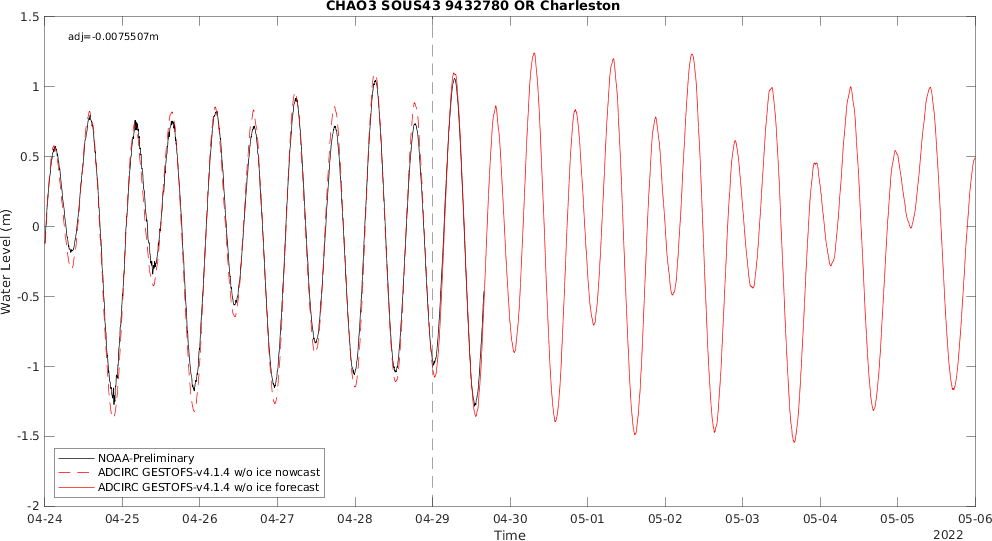 CHAO3 SOUS43 9432780 OR Charleston
adj=-0.0075507m
1.5
1
0.5
0
-0.5
-1
-1.5
-2
Water Level (m)
NOAA-Preliminary
ADCIRC GESTOFS-v4.1.4 w/o ice nowcast
ADCIRC GESTOFS-v4.1.4 w/o ice forecast
04-24 04-25 04-26 04-27 04-28 04-29 04-30 05-01 05-02 05-03 05-04 05-05 05-06
Time
2022